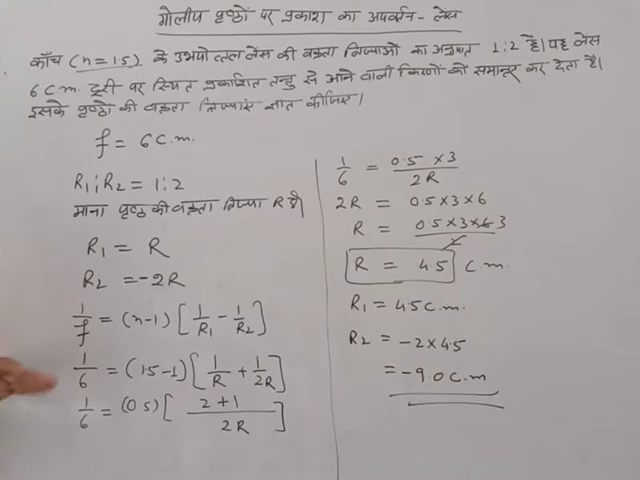 गोलीय पृष्ठों पर प्रकाश का अपवर्तन - लेंस
काँच (n = 1.5) के उभयोत्तल लेंस की वक्रता त्रिज्याओं का अनुपात 1:2 है। यह लेंस
6 cm. दूरी पर स्थित प्रकाशित तन्तु से आने वाली किरणों को समान्तर कर देता है।
इसके पृष्ठों की वक्रता त्रिज्याएं ज्ञात कीजिए।
f = 6 c.m.
R₁:R₂ = 1:2
माना पृष्ठ की वक्रता त्रिज्या R है।
R₁ = R
R₂ = -2R
1/f = (n-1) [1/R₁ - 1/R₂]
1/6 = (1.5-1) [1/R + 1/2R]
1/6 = (0.5) [2+1 / 2R]
1/6 = 0.5 × 3 / 2R
2R = 0.5 × 3 × 6
R = 0.5 × 3 × 6 3 / 2
R = 4.5 c.m.
R₁ = 4.5 c.m.
R₂ = -2 × 4.5
= -9.0 c.m